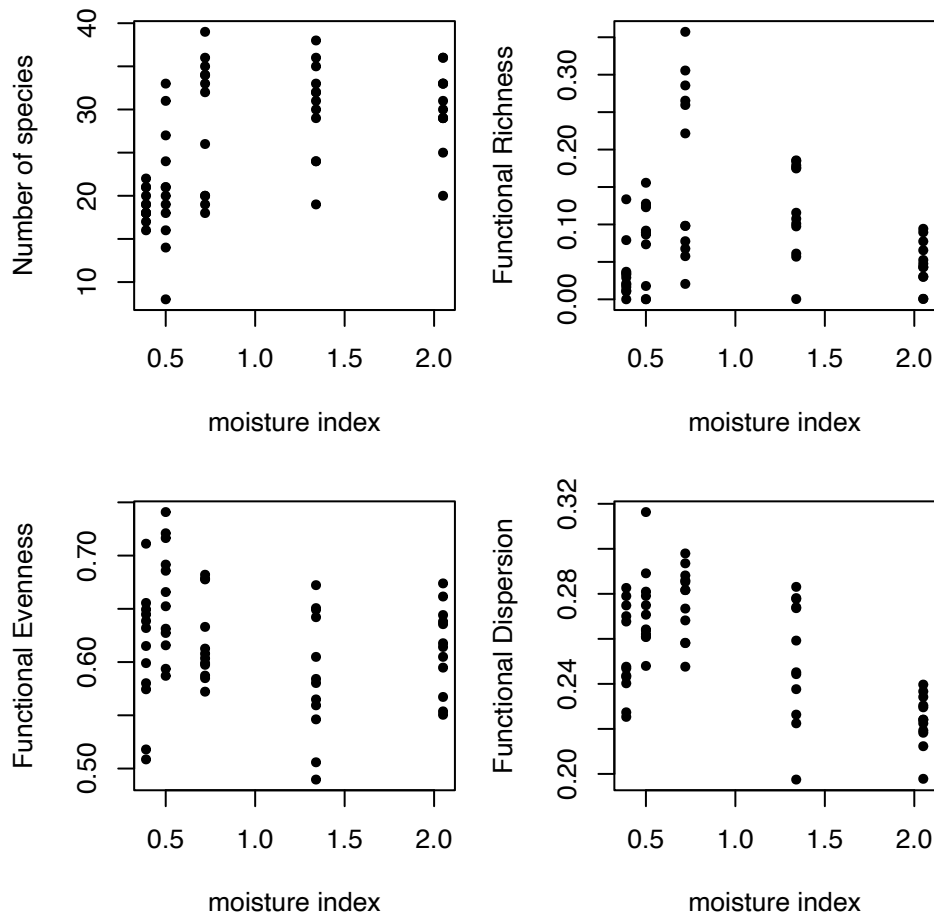 Number of species
10 20 30 40
0.5 1.0 1.5 2.0
moisture index
Functional Richness
0.00 0.10 0.20 0.30
0.5 1.0 1.5 2.0
moisture index
Functional Evenness
0.50 0.60 0.70
0.5 1.0 1.5 2.0
moisture index
Functional Dispersion
0.20 0.24 0.28 0.32
0.5 1.0 1.5 2.0
moisture index